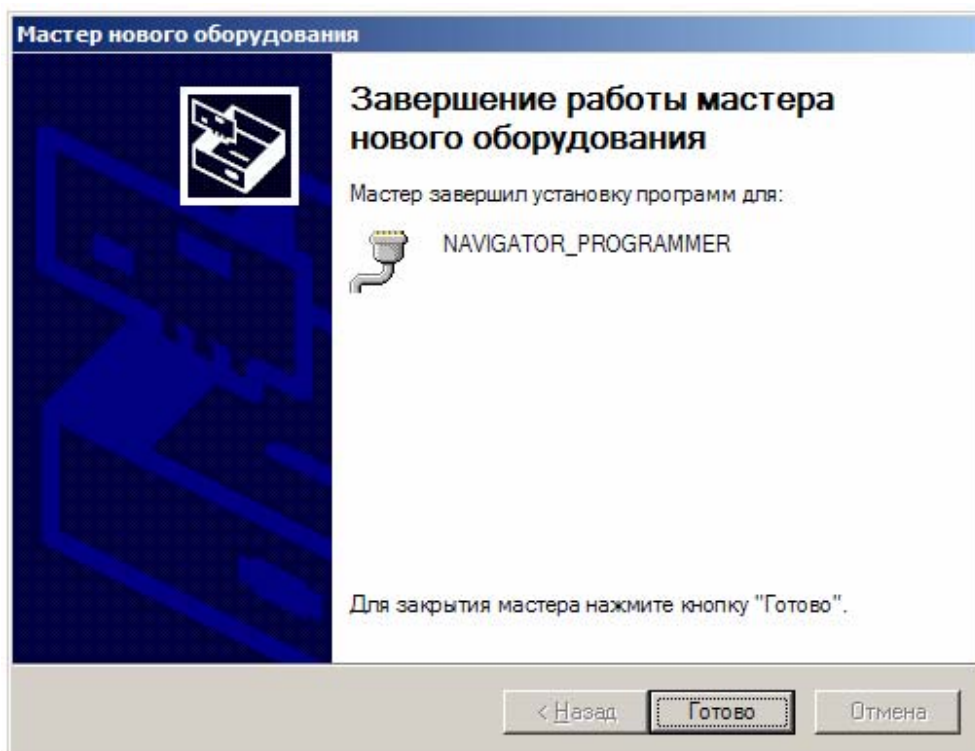 Мастер нового оборудования
Завершение работы мастера
нового оборудования
Мастер завершил установку программ для:
NAVIGATOR_PROGRAMMER
Для закрытия мастера нажмите кнопку "Готово".
< Назад
Готово
Отмена